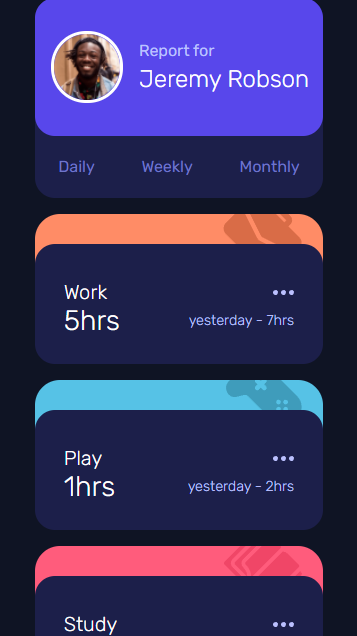 Report for
Jeremy Robson
Daily Weekly Monthly
Work
5hrs yesterday - 7hrs
Play
1hrs yesterday - 2hrs
Study